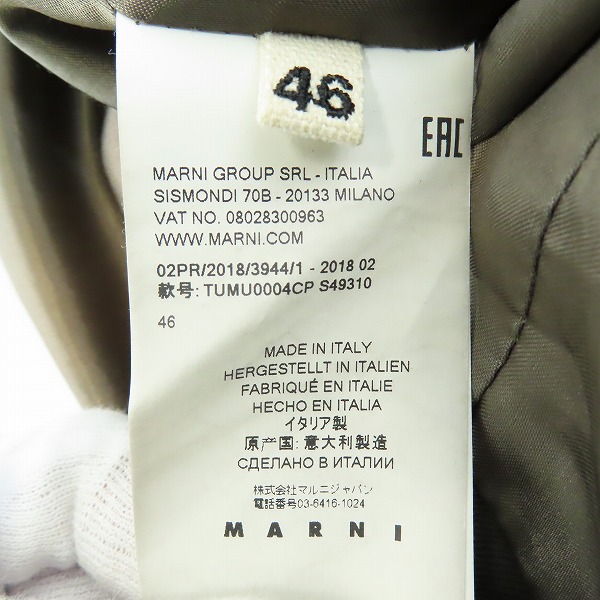 46
EAC
MARNI GROUP SRL - ITALIA
SISMONDI 70B - 20133 MILANO
VAT NO. 08028300963
WWW.MARNI.COM
02PR/2018/3944/1 - 2018 02
款号: TUMU0004CP S49310
46
MADE IN ITALY
HERGESTELLT IN ITALIEN
FABRIQUÉ EN ITALIE
HECHO EN ITALIA
イタリア製
原产国: 意大利製造
СДЕЛАНО В ИТАЛИИ
株式会社マルニジャパン
電話番号03-6416-1024
MARNI